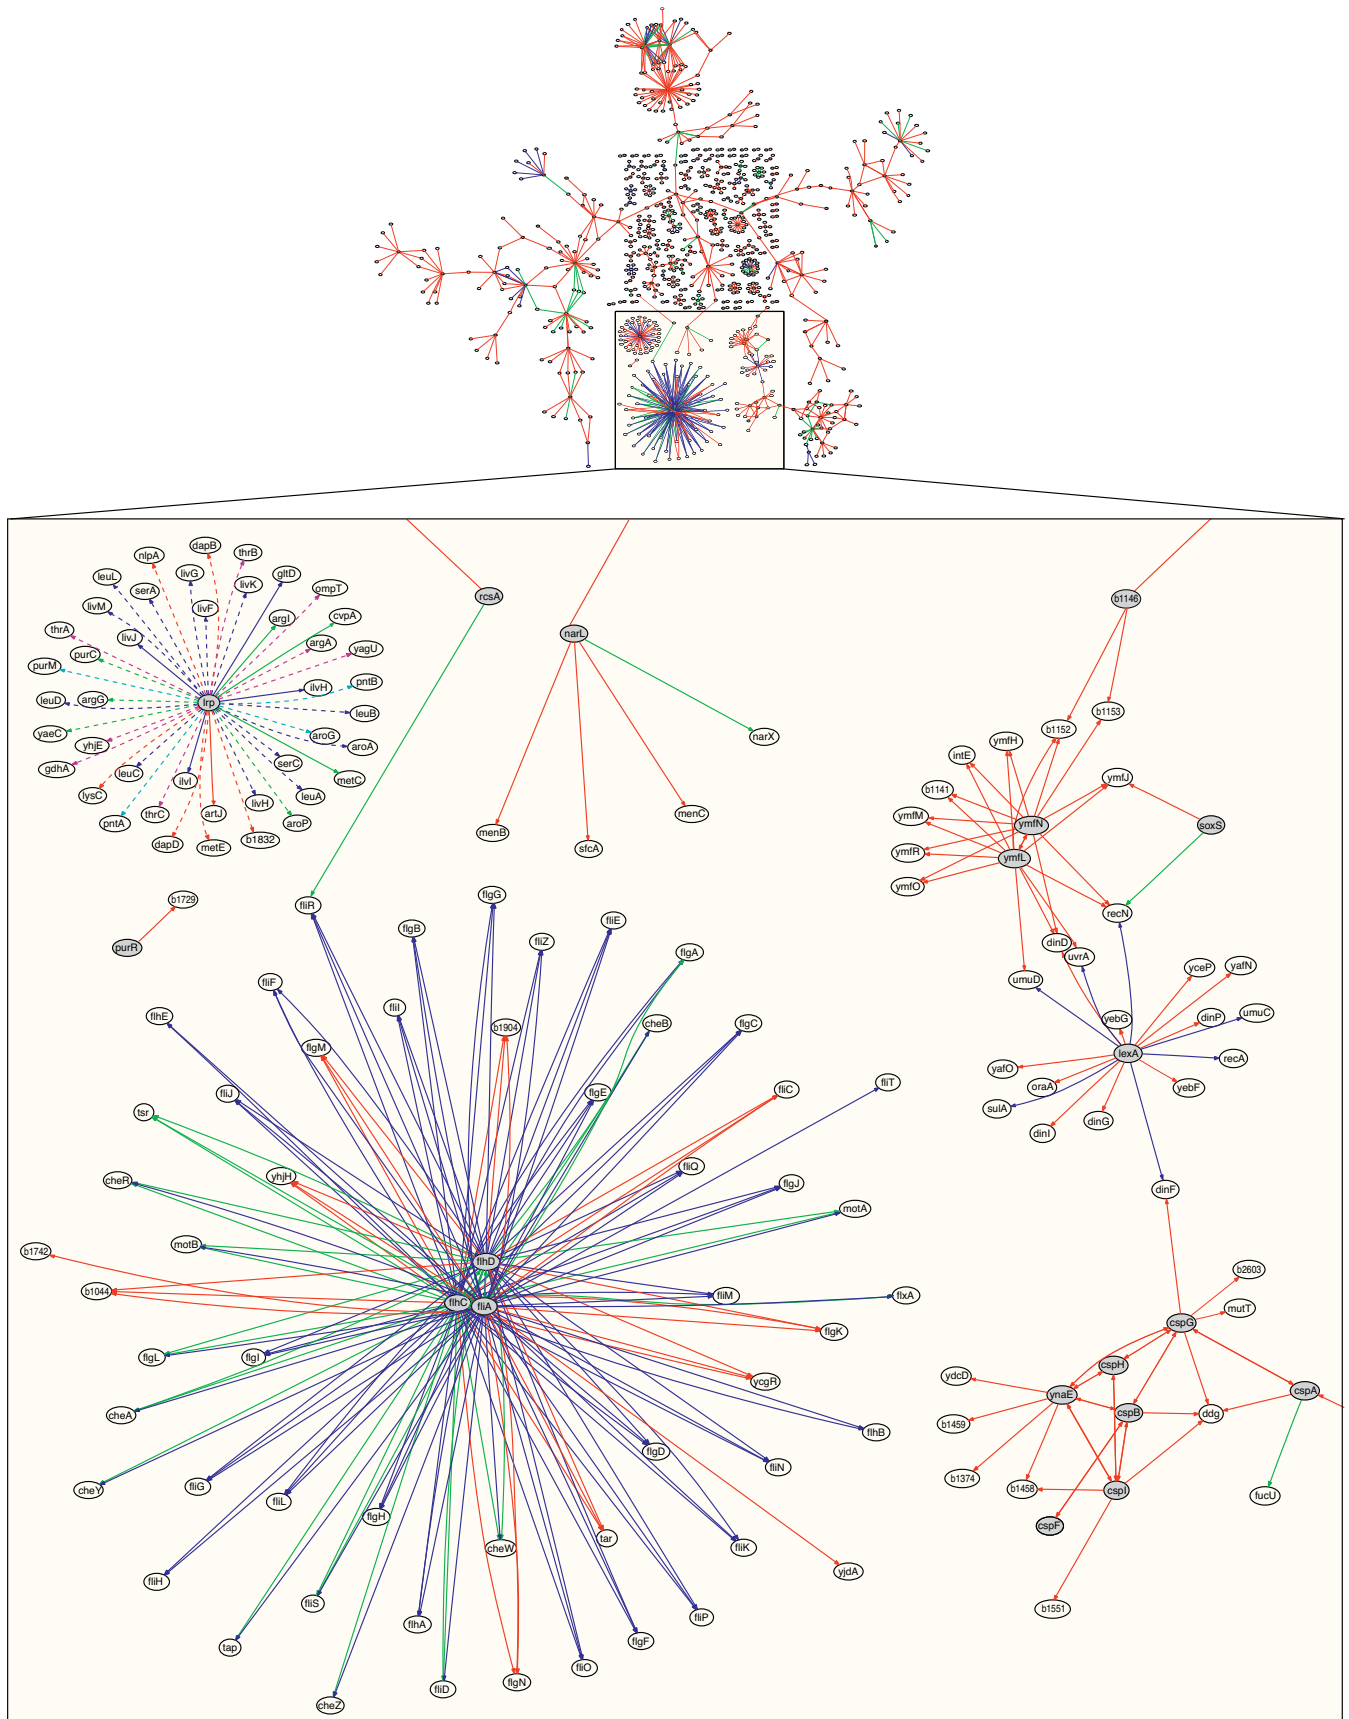 dapB
nlpA
thrB
leuL
livG
gltD
serA
livK
ompT
livM
livF
argI
cvpA
thrA
livJ
argA
yagU
purC
purM
pntB
ilvH
leuD
argG
lrp
leuB
yaeC
aroG
aroA
yhjE
serC
gdhA
leuC
ilvI
metC
lysC
livH
leuA
pntA
thrC
artJ
aroP
dapD
metE
b1832
rcsA
narL
narX
menB
sfcA
menC
b1146
b1153
b1152
ymfH
intE
ymfJ
b1141
ymfM
ymfN
soxS
ymfR
ymfL
ymfO
recN
dinD
uvrA
umuD
yceP
yafN
yebG
dinP
umuC
lexA
recA
yafO
oraA
yebF
sulA
dinG
dinI
dinF
b1729
purR
fliR
flgG
flgB
fliE
fliZ
flgA
fliF
fliI
flhE
b1904
cheB
flgC
flgM
fliJ
flgE
fliC
fliT
tsr
yhjH
fliQ
cheR
flgJ
motA
motB
b1742
flhD
b1044
flhC
fliA
fliM
flxA
flgK
flgL
flgI
ycgR
cheA
flhB
flgD
fliN
cheY
fliG
fliL
flgH
tar
cheW
fliK
yjdA
fliH
fliS
flhA
fliP
tap
flgF
fliO
flgN
fliD
cheZ
b2603
mutT
cspG
cspH
ydcD
ynaE
cspA
cspB
ddg
b1459
b1374
b1458
cspI
fucU
cspF
b1551